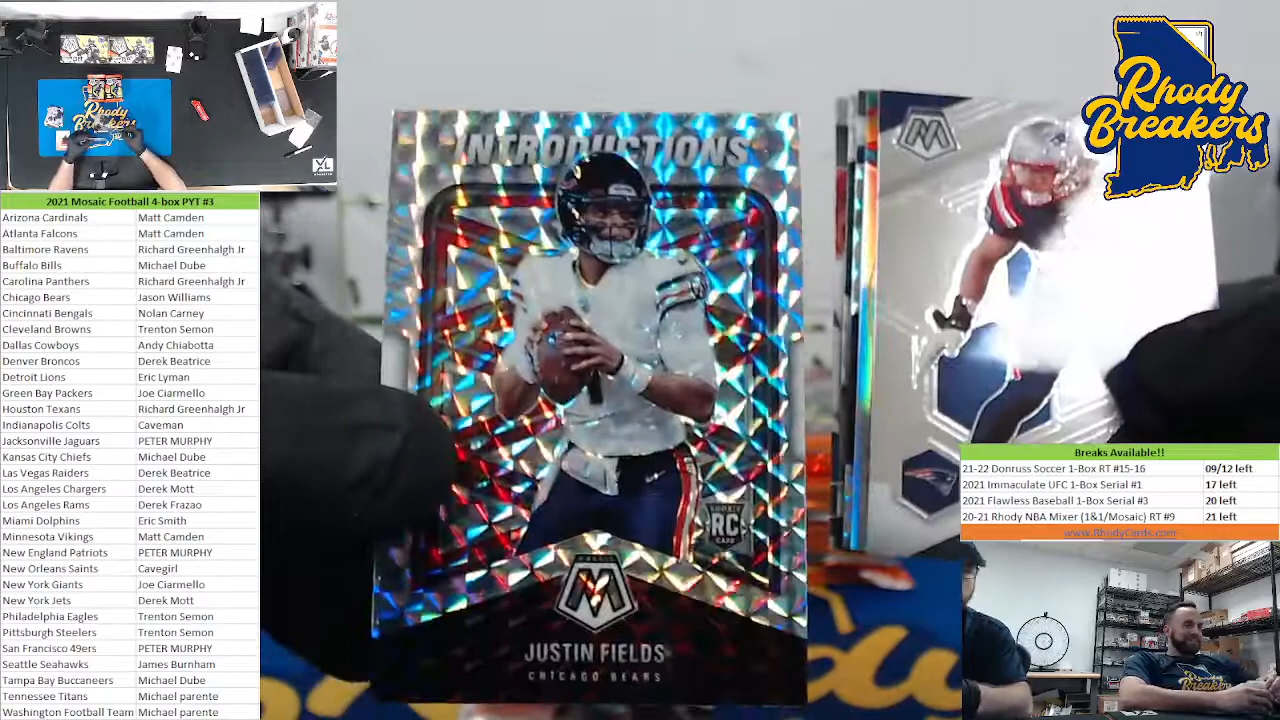 2021 Mosaic Football 4-box PYT #3
Arizona Cardinals Matt Camden
Atlanta Falcons Matt Camden
Baltimore Ravens Richard Greenhalgh Jr
Buffalo Bills Michael Dube
Carolina Panthers Richard Greenhalgh Jr
Chicago Bears Jason Williams
Cincinnati Bengals Nolan Carney
Cleveland Browns Trenton Semon
Dallas Cowboys Andy Chiabotta
Denver Broncos Derek Beatrice
Detroit Lions Eric Lyman
Green Bay Packers Joe Ciarmello
Houston Texans Richard Greenhalgh Jr
Indianapolis Colts Caveman
Jacksonville Jaguars PETER MURPHY
Kansas City Chiefs Michael Dube
Las Vegas Raiders Derek Beatrice
Los Angeles Chargers Derek Mott
Los Angeles Rams Derek Frazao
Miami Dolphins Eric Smith
Minnesota Vikings Matt Camden
New England Patriots PETER MURPHY
New Orleans Saints Cavegirl
New York Giants Joe Ciarmello
New York Jets Derek Mott
Philadelphia Eagles Trenton Semon
Pittsburgh Steelers Trenton Semon
San Francisco 49ers PETER MURPHY
Seattle Seahawks James Burnham
Tampa Bay Buccaneers Michael Dube
Tennessee Titans Michael parente
Washington Football Team Michael parente
Rhody
Breakers
XL
INTRODUCTIONS
ROOKIE
RC
CARD
MOSAIC
M
JUSTIN FIELDS
CHICAGO BEARS
M
Rhody
Breakers
LLC
Breaks Available!!
21-22 Donruss Soccer 1-Box RT #15-16 09/12 left
2021 Immaculate UFC 1-Box Serial #1 17 left
2021 Flawless Baseball 1-Box Serial #3 20 left
20-21 Rhody NBA Mixer (1&1/Mosaic) RT #9 21 left
www.RhodyCards.com
Rhody
Breakers